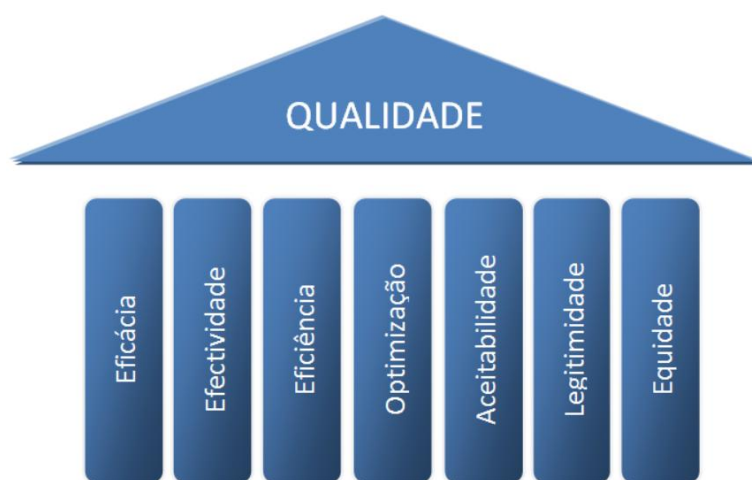 QUALIDADE
Eficácia
Efectividade
Eficiência
Optimização
Aceitabilidade
Legitimidade
Equidade